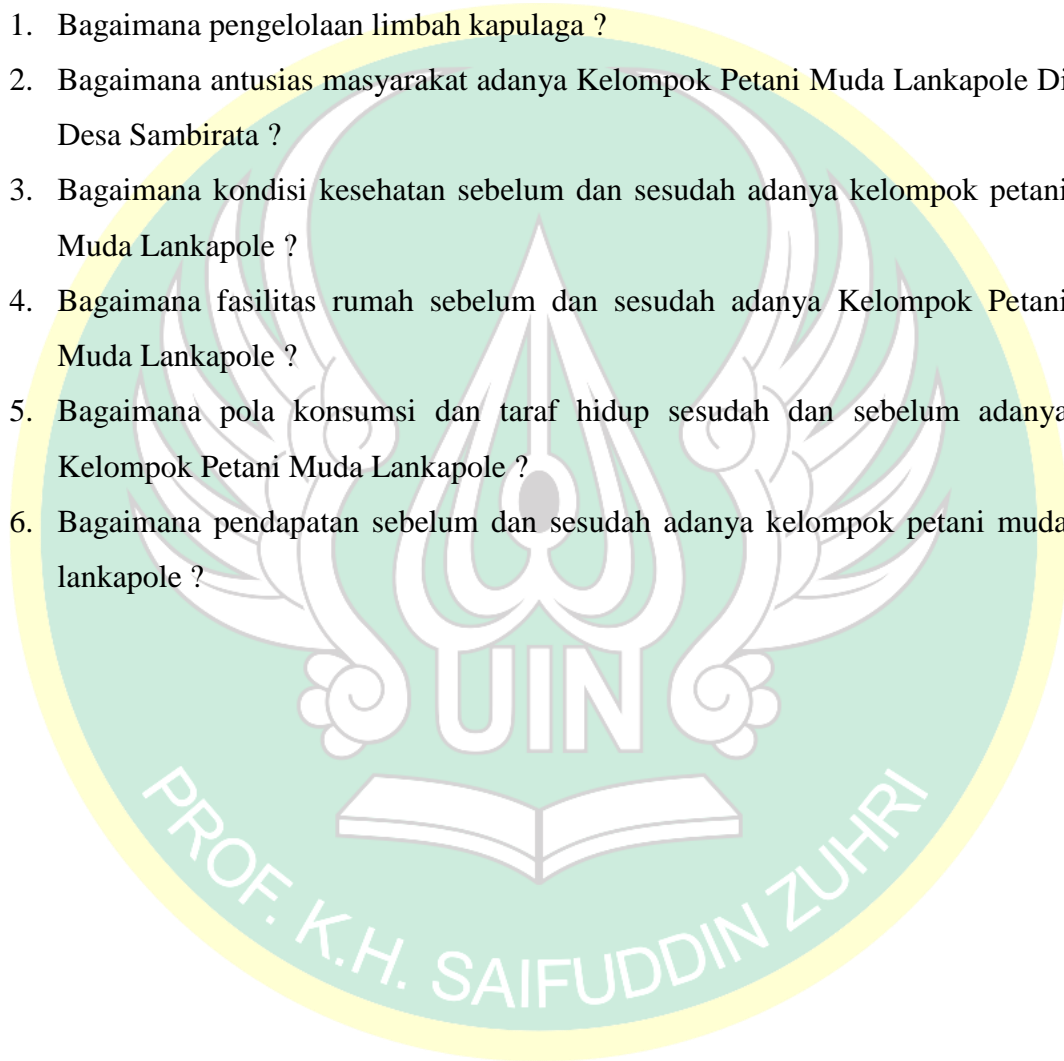 1. Bagaimana pengelolaan limbah kapulaga ?
2. Bagaimana antusias masyarakat adanya Kelompok Petani Muda Lankapole Di
Desa Sambirata ?
3. Bagaimana kondisi kesehatan sebelum dan sesudah adanya kelompok petani
Muda Lankapole ?
4. Bagaimana fasilitas rumah sebelum dan sesudah adanya Kelompok Petani
Muda Lankapole ?
5. Bagaimana pola konsumsi dan taraf hidup sesudah dan sebelum adanya
Kelompok Petani Muda Lankapole ?
6. Bagaimana pendapatan sebelum dan sesudah adanya kelompok petani muda
lankapole ?
UIN
PROF. K.H. SAIFUDDIN ZUHRI